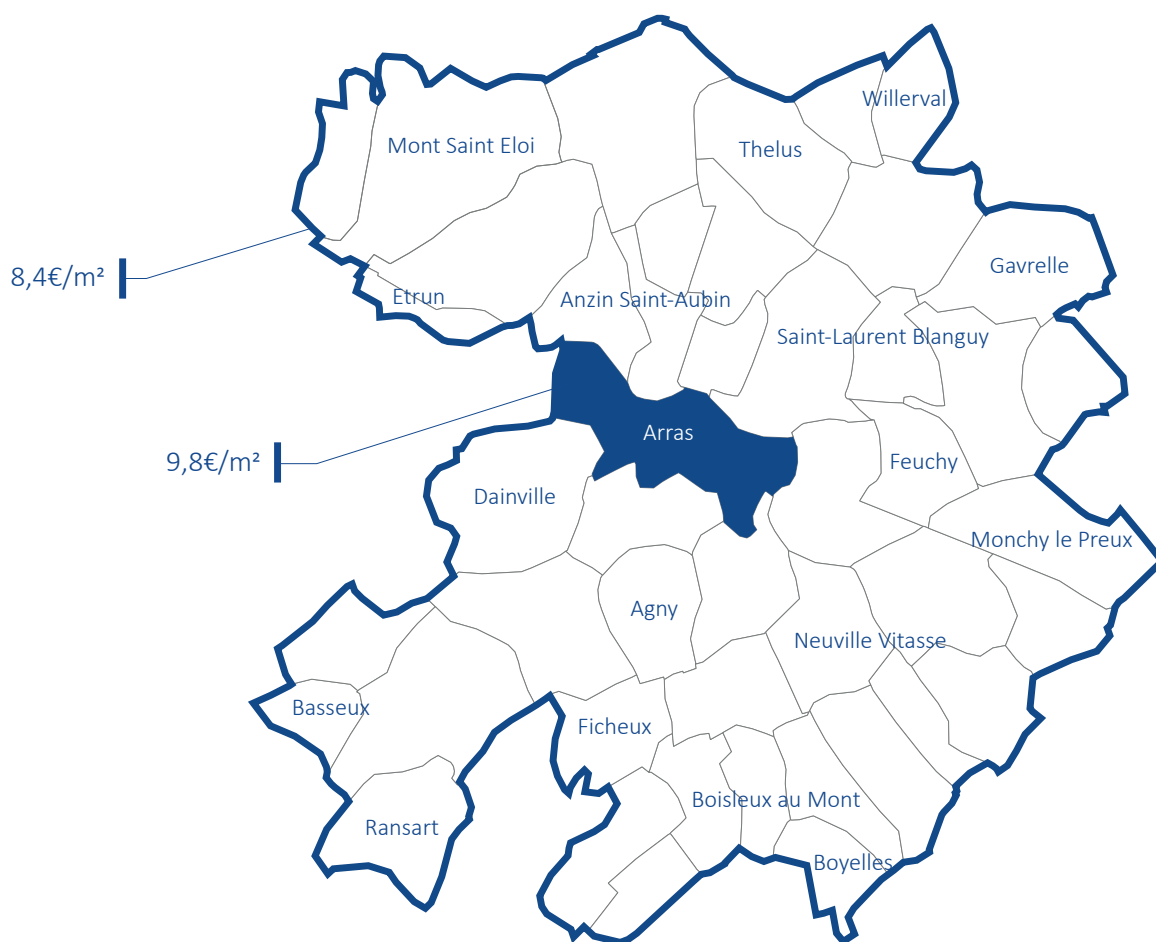 Willerval
Mont Saint Eloi
Thelus
Gavrelle
8,4€/m²
Etrun
Anzin Saint-Aubin
Saint-Laurent Blanguy
Arras
9,8€/m²
Feuchy
Dainville
Monchy le Preux
Agny
Neuville Vitasse
Basseux
Ficheux
Boisleux au Mont
Ransart
Boyelles